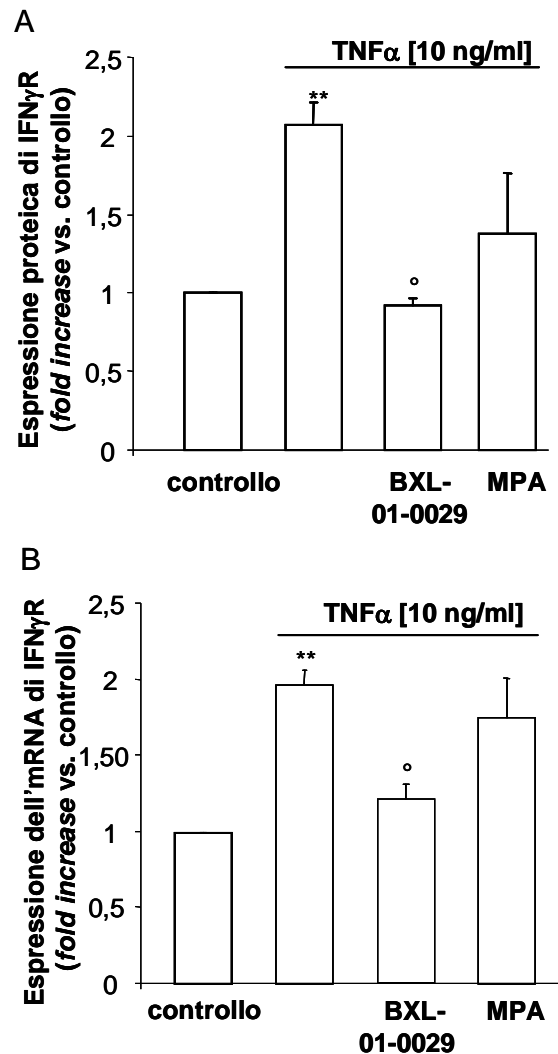 A
TNFα [10 ng/ml]
Espressione proteica di IFNγR
(fold increase vs. controllo)
2,5
2
1,5
1
0,5
0
**
°
controllo
BXL-
01-0029
MPA
B
TNFα [10 ng/ml]
Espressione dell'mRNA di IFNγR
(fold increase vs. controllo)
2,5
2
1,50
1
0,5
0
**
°
controllo
BXL-
01-0029
MPA